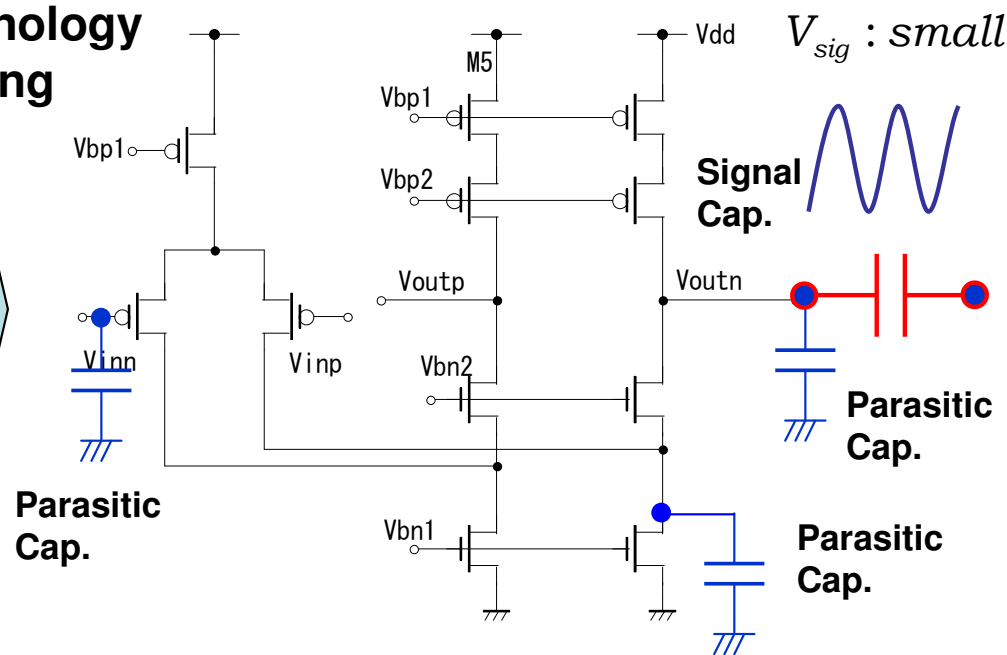 nology
ng
Vdd
V_sig : small
M5
Vbp1
Vbp1
Vbp2
Signal
Cap.
Voutp
Voutn
Vinn
Vinp
Vbn2
Parasitic
Cap.
Parasitic
Cap.
Vbn1
Parasitic
Cap.